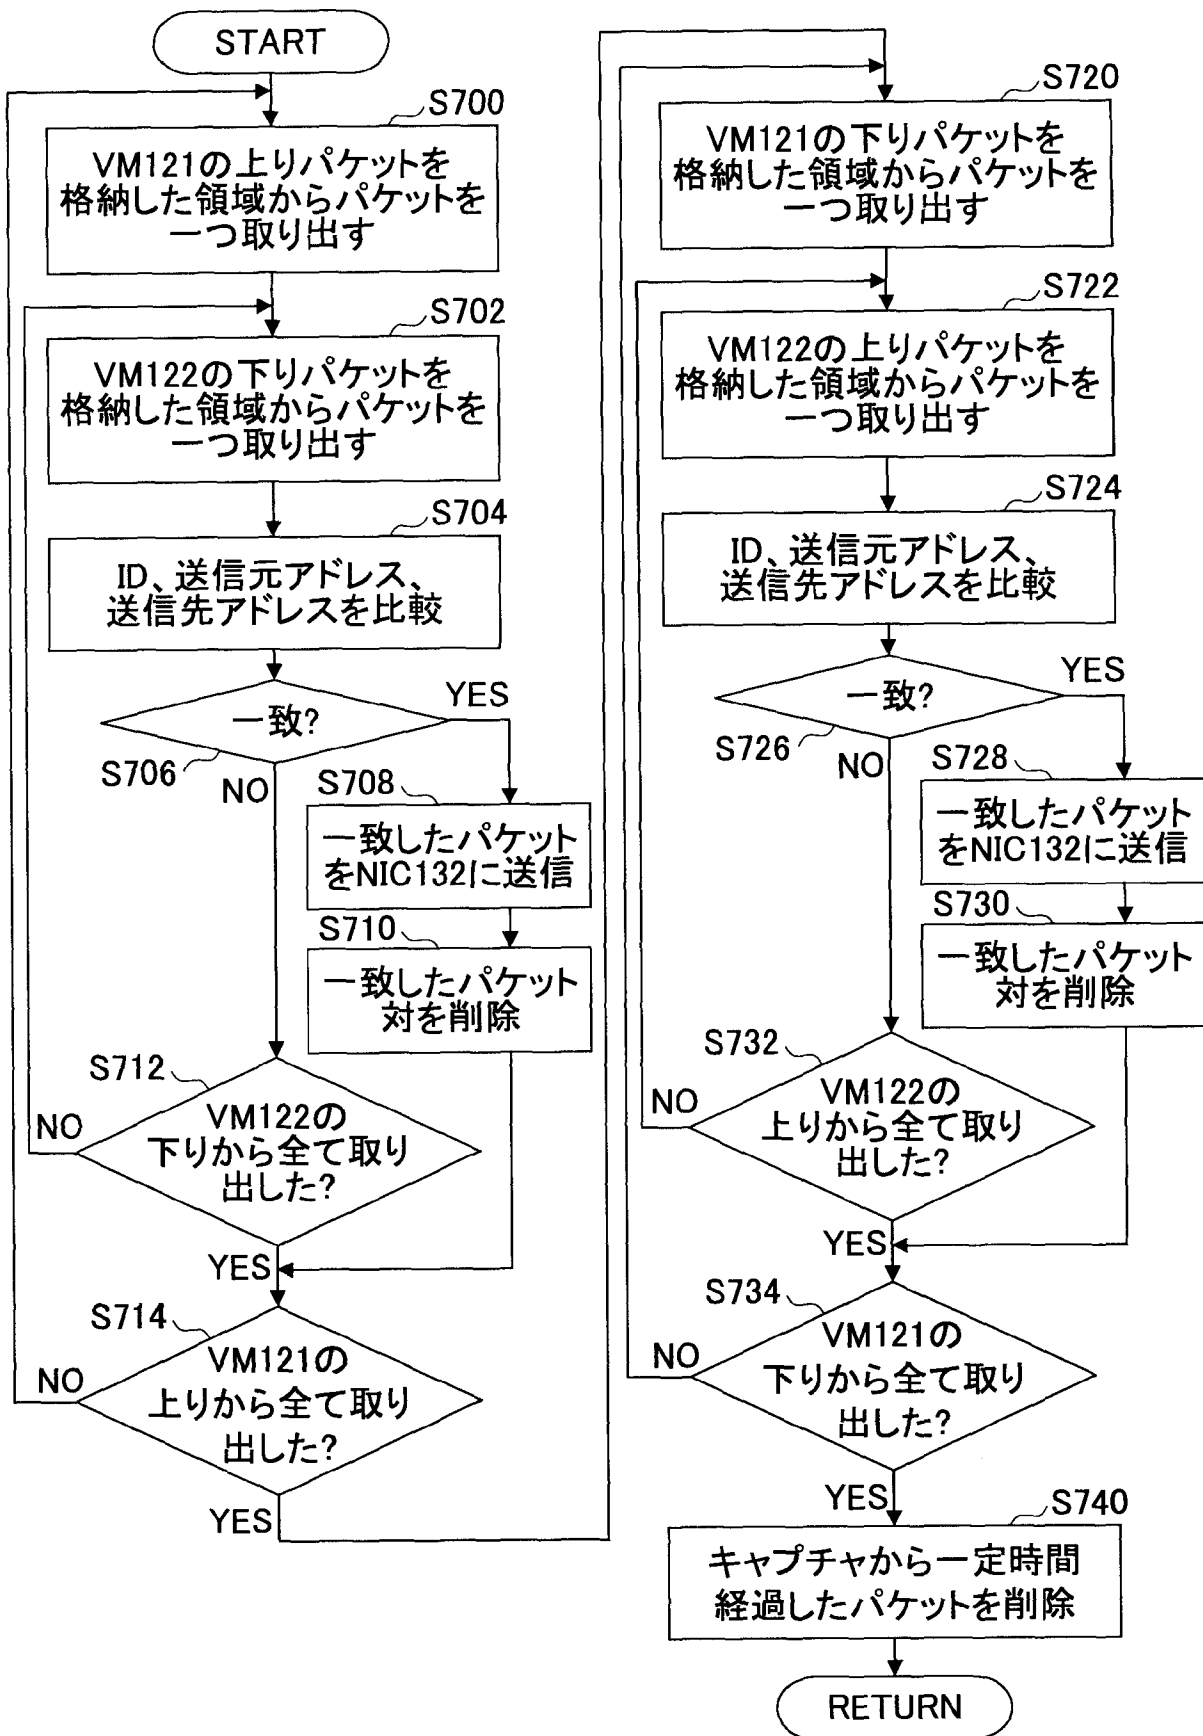 START
S700
VM121の上りパケットを
格納した領域からパケットを
一つ取り出す
S702
VM122の下りパケットを
格納した領域からパケットを
一つ取り出す
S704
ID、送信元アドレス、
送信先アドレスを比較
一致?
YES
S706
NO
S708
一致したパケット
をNIC132に送信
S710
一致したパケット
対を削除
S712
VM122の
下りから全て取り
出した?
NO
YES
S714
VM121の
上りから全て取り
出した?
NO
YES
S720
VM121の下りパケットを
格納した領域からパケットを
一つ取り出す
S722
VM122の上りパケットを
格納した領域からパケットを
一つ取り出す
S724
ID、送信元アドレス、
送信先アドレスを比較
一致?
YES
S726
NO
S728
一致したパケット
をNIC132に送信
S730
一致したパケット
対を削除
S732
VM122の
上りから全て取り
出した?
NO
YES
S734
VM121の
下りから全て取り
出した?
NO
YES
S740
キャプチャから一定時間
経過したパケットを削除
RETURN